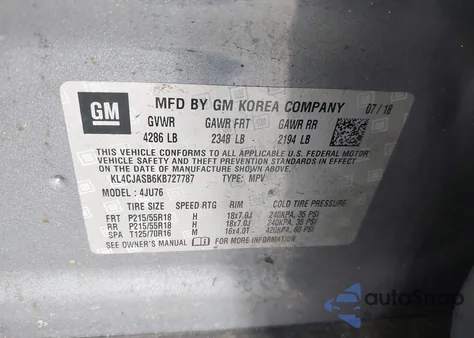 GM
MFD BY GM KOREA COMPANY 07/18
GVWR GAWR FRT GAWR RR
4286 LB 2348 LB 2194 LB
THIS VEHICLE CONFORMS TO ALL APPLICABLE U.S. FEDERAL MOTOR
VEHICLE SAFETY, BUMPER, AND THEFT PREVENTION STANDARDS
IN EFFECT ON THE DATE OF MANUFACTURE SHOWN ABOVE.
KL4CJASB6KB727787 TYPE: MPV
MODEL: 4JU76
TIRE SIZE SPEED RTG RIM COLD TIRE PRESSURE
FRT P215/55R18 H 18x7.0J 240KPA, 35 PSI
RR P215/55R18 H 18x7.0J 240KPA, 35 PSI
SPA T125/70R16 M 16x4.0T 420KPA, 60 PSI
SEE OWNER'S MANUAL FOR MORE INFORMATION.
autoSnap